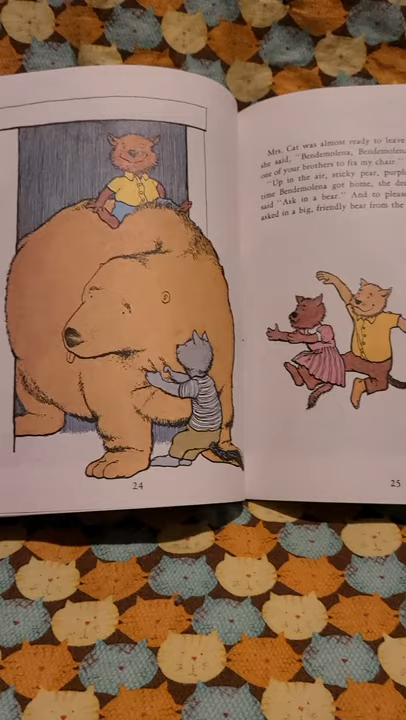 24
Mrs. Cat was almost ready to leave
she said, "Bendemolena, Bendemolena
one of your brothers to fix my chair."
"Up in the air, sticky pear, purple
time Bendemolena got home, she
said "Ask in a bear." And to please
asked in a big, friendly bear from the
25